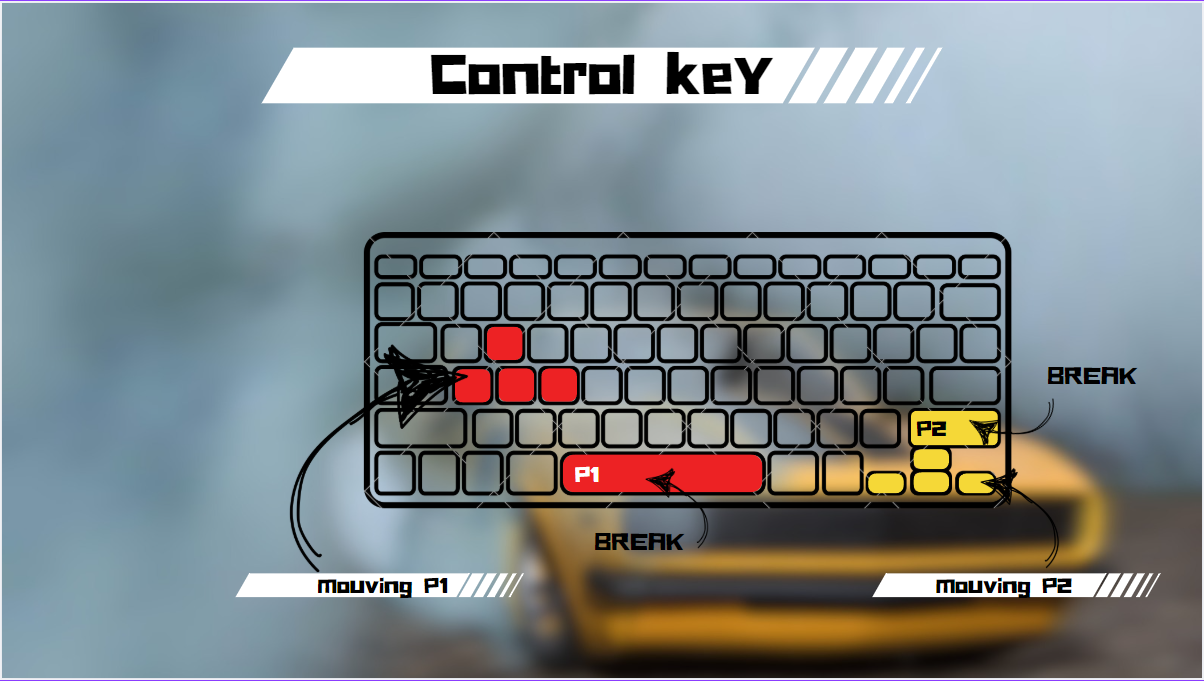 Control keY
BREAK
P2
P1
BREAK
Mouving P1
Mouving P2